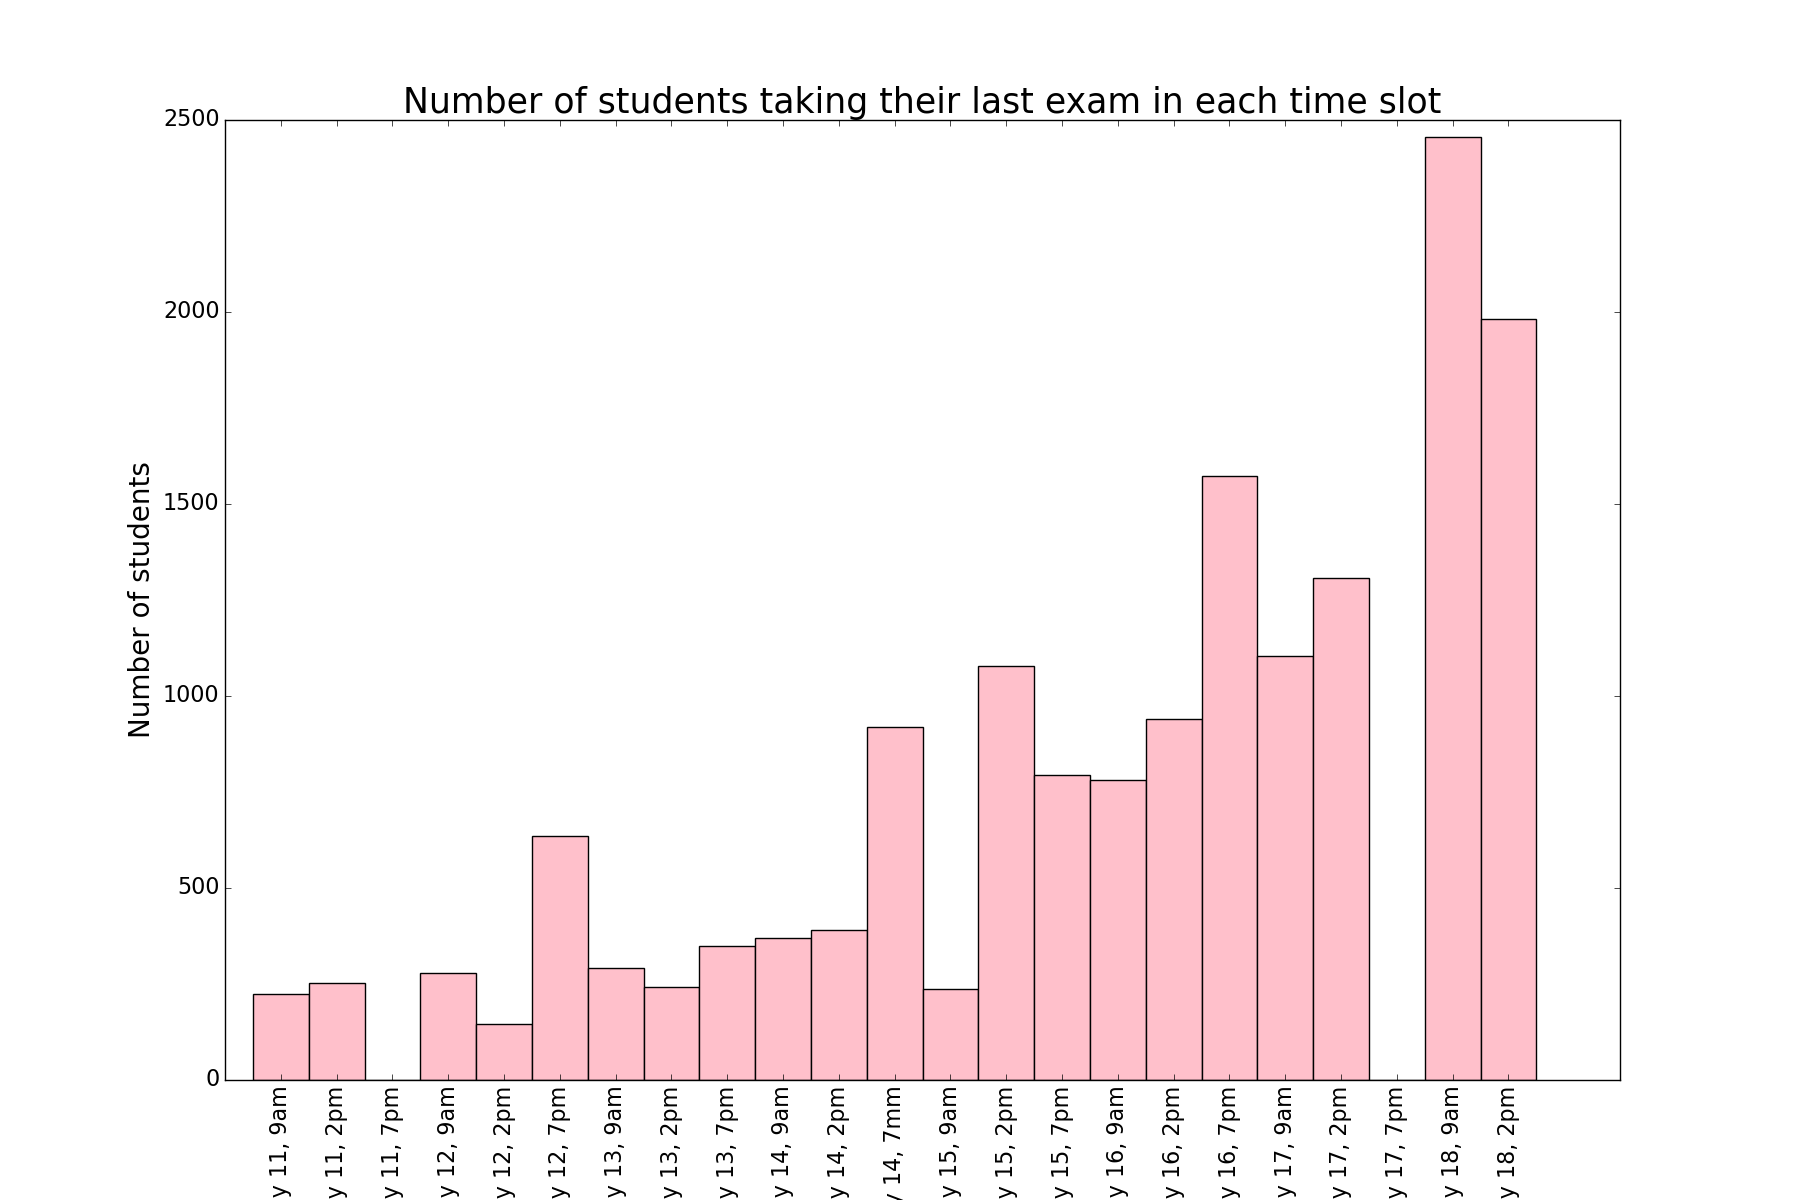 Number of students taking their last exam in each time slot
Number of students
2500
2000
1500
1000
500
0
y 11, 9am
y 11, 2pm
y 11, 7pm
y 12, 9am
y 12, 2pm
y 12, 7pm
y 13, 9am
y 13, 2pm
y 13, 7pm
y 14, 9am
y 14, 2pm
y 14, 7mm
y 15, 9am
y 15, 2pm
y 15, 7pm
y 16, 9am
y 16, 2pm
y 16, 7pm
y 17, 9am
y 17, 2pm
y 17, 7pm
y 18, 9am
y 18, 2pm